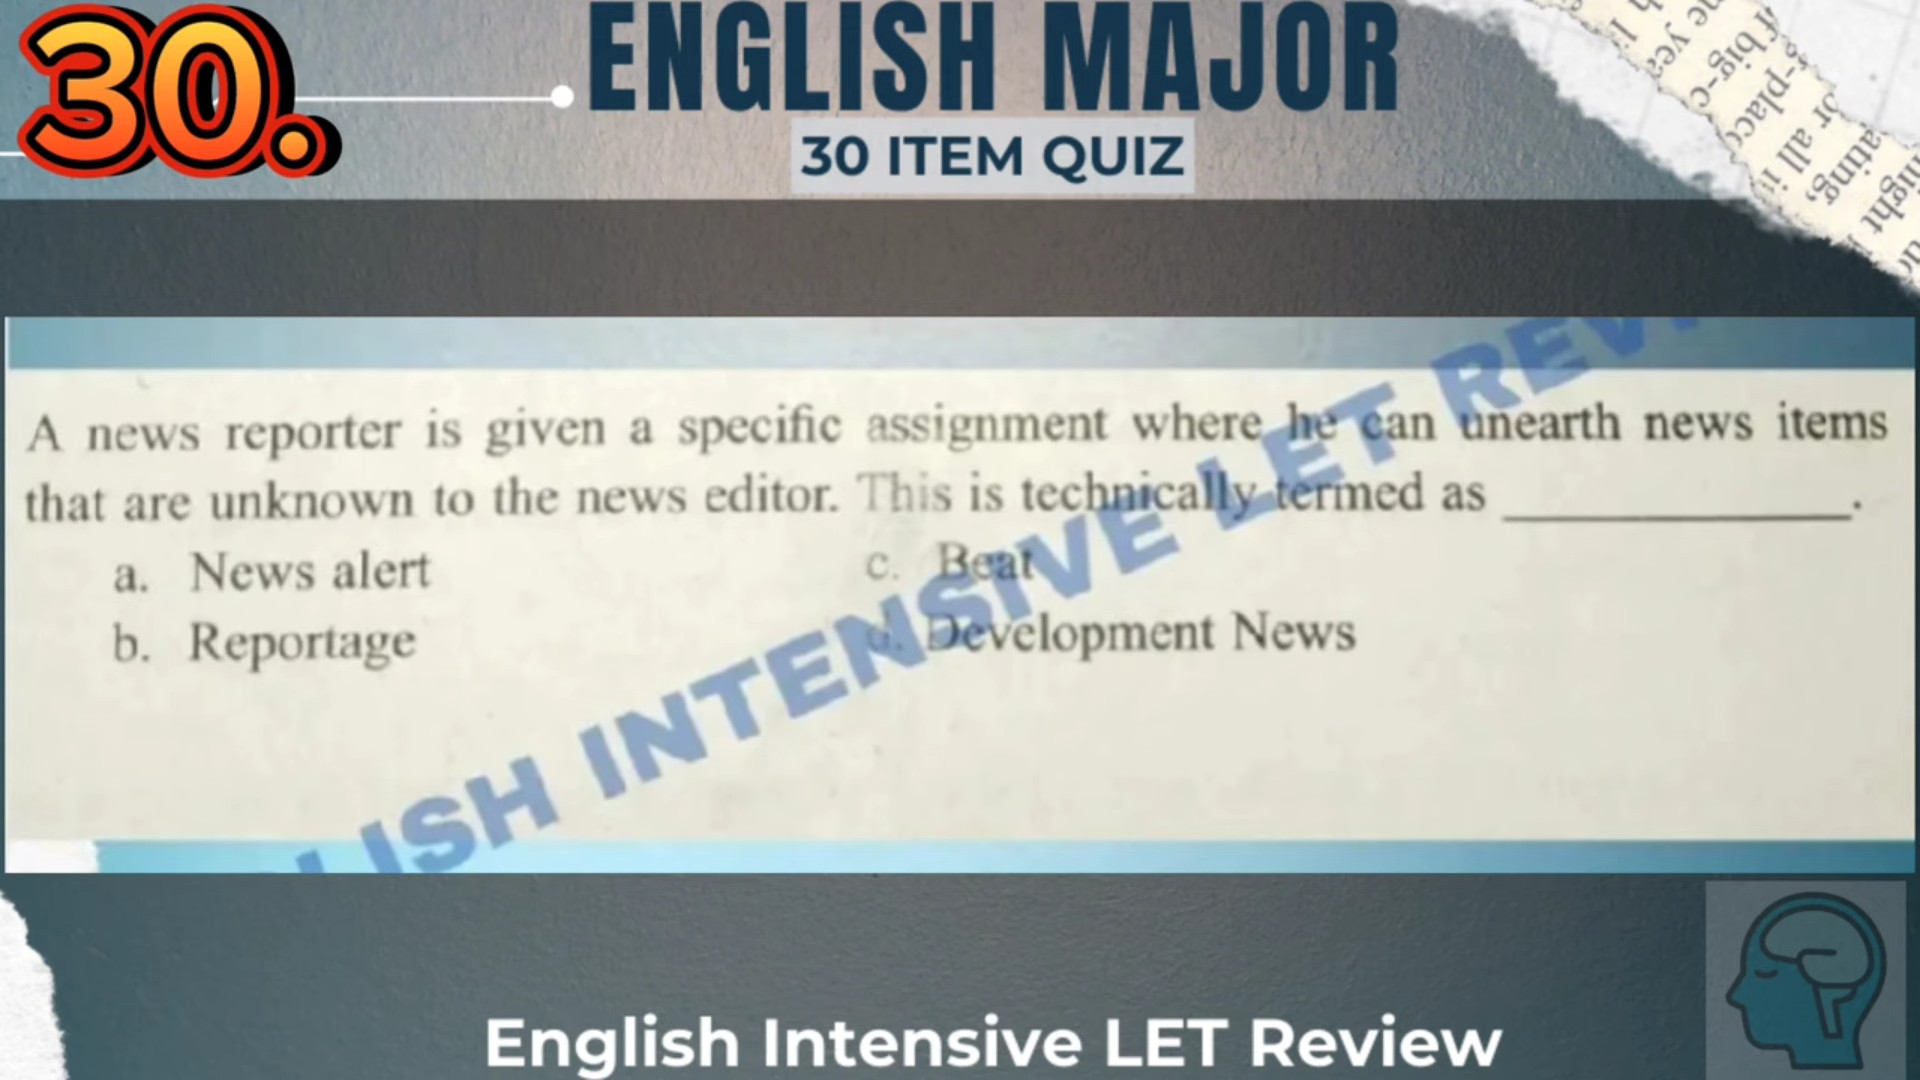 30.
ENGLISH MAJOR
30 ITEM QUIZ
A news reporter is given a specific assignment where he can unearth news items
that are unknown to the news editor. This is technically termed as ____________.
a. News alert
c. Beat
b. Reportage
d. Development News
ISH INTENSIVE LET REV
English Intensive LET Review